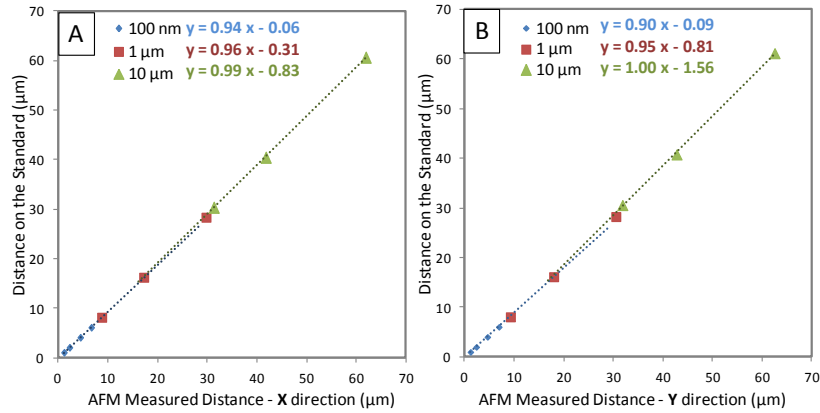 A
100 nm y = 0.94 x - 0.06
1 µm y = 0.96 x - 0.31
10 µm y = 0.99 x - 0.83
Distance on the Standard (µm)
70
60
50
40
30
20
10
0
0 10 20 30 40 50 60 70
AFM Measured Distance - X direction (µm)
B
100 nm y = 0.90 x - 0.09
1 µm y = 0.95 x - 0.81
10 µm y = 1.00 x - 1.56
Distance on the Standard (µm)
70
60
50
40
30
20
10
0
0 10 20 30 40 50 60 70
AFM Measured Distance - Y direction (µm)